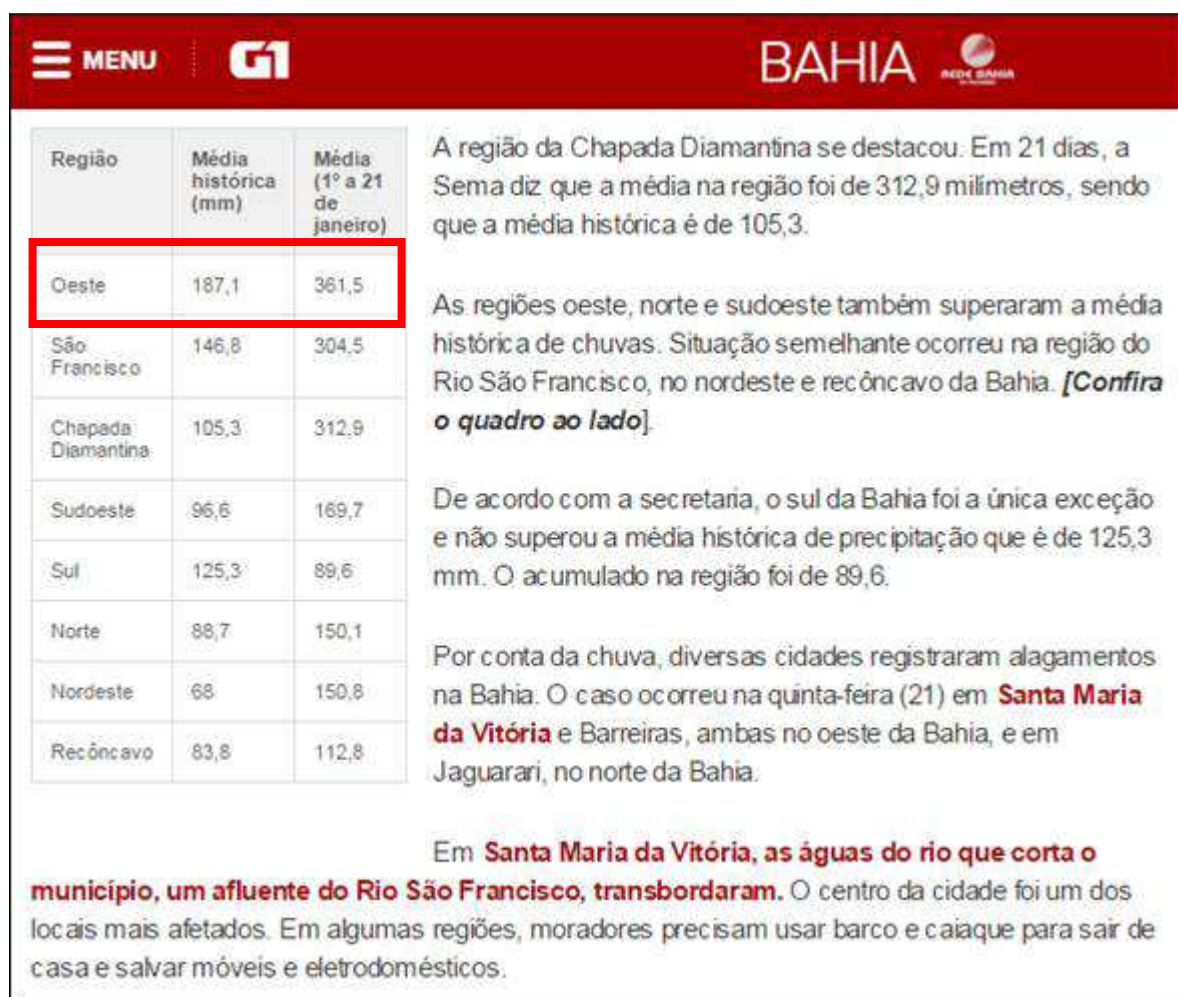 MENU G1 BAHIA REDE BAHIA
Região Média histórica (mm) Média (1º a 21 de janeiro)
Oeste 187,1 361,5
São Francisco 146,8 304,5
Chapada Diamantina 105,3 312,9
Sudoeste 96,6 169,7
Sul 125,3 89,6
Norte 88,7 150,1
Nordeste 68 150,8
Recôncavo 83,8 112,8
A região da Chapada Diamantina se destacou. Em 21 dias, a
Sema diz que a média na região foi de 312,9 milímetros, sendo
que a média histórica é de 105,3.
As regiões oeste, norte e sudoeste também superaram a média
histórica de chuvas. Situação semelhante ocorreu na região do
Rio São Francisco, no nordeste e recôncavo da Bahia. [Confira
o quadro ao lado].
De acordo com a secretaria, o sul da Bahia foi a única exceção
e não superou a média histórica de precipitação que é de 125,3
mm. O acumulado na região foi de 89,6.
Por conta da chuva, diversas cidades registraram alagamentos
na Bahia. O caso ocorreu na quinta-feira (21) em Santa Maria
da Vitória e Barreiras, ambas no oeste da Bahia, e em
Jaguarari, no norte da Bahia.
Em Santa Maria da Vitória, as águas do rio que corta o
município, um afluente do Rio São Francisco, transbordaram. O centro da cidade foi um dos
locais mais afetados. Em algumas regiões, moradores precisam usar barco e caiaque para sair de
casa e salvar móveis e eletrodomésticos.